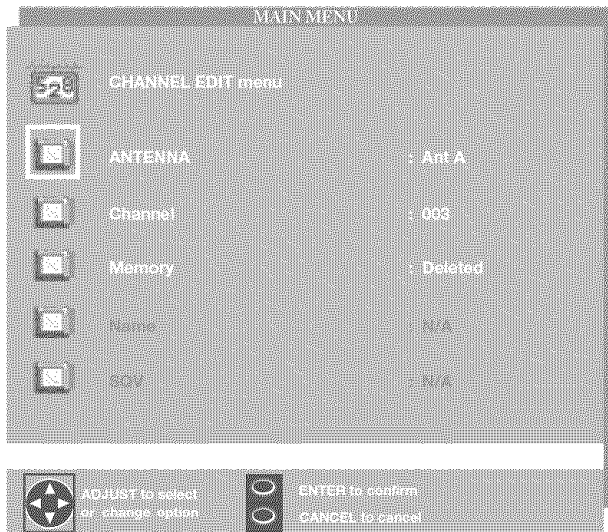 MAIN MENU
CHANNEL EDIT menu
ANTENNA : Ant A
Channel : 003
Memory : Deleted
Name : N/A
SQV : N/A
ADJUST to select
or change option
ENTER to confirm
CANCEL to cancel